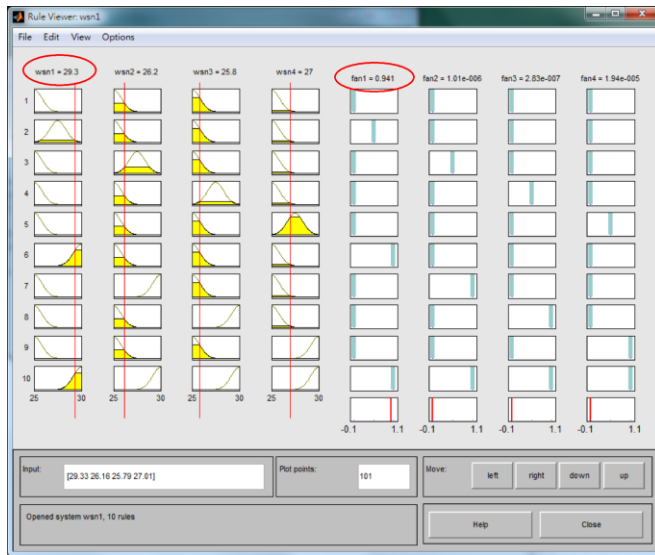 Rule Viewer: wsn1
File Edit View Options
wsn1 = 29.3 wsn2 = 26.2 wsn3 = 25.8 wsn4 = 27 fan1 = 0.941 fan2 = 1.01e-006 fan3 = 2.83e-007 fan4 = 1.94e-005
1
2
3
4
5
6
7
8
9
10
25 30 25 30 25 30 25 30
-0.1 1.1 -0.1 1.1 -0.1 1.1 -0.1 1.1
Input: [29.33 26.16 25.79 27.01] Plot points: 101 Move: left right down up
Opened system wsn1, 10 rules Help Close